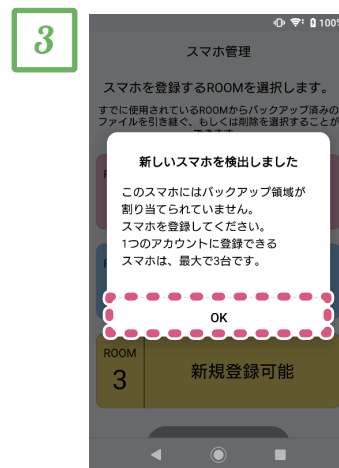 3
100%
スマホ管理
スマホを登録するROOMを選択します。
すでに使用されているROOMからバックアップ済みの
ファイルを引き継ぐ、もしくは削除を選択することが
新しいスマホを検出しました
このスマホにはバックアップ領域が
割り当てられていません。
スマホを登録してください。
1つのアカウントに登録できる
スマホは、最大で3台です。
OK
ROOM
3
新規登録可能